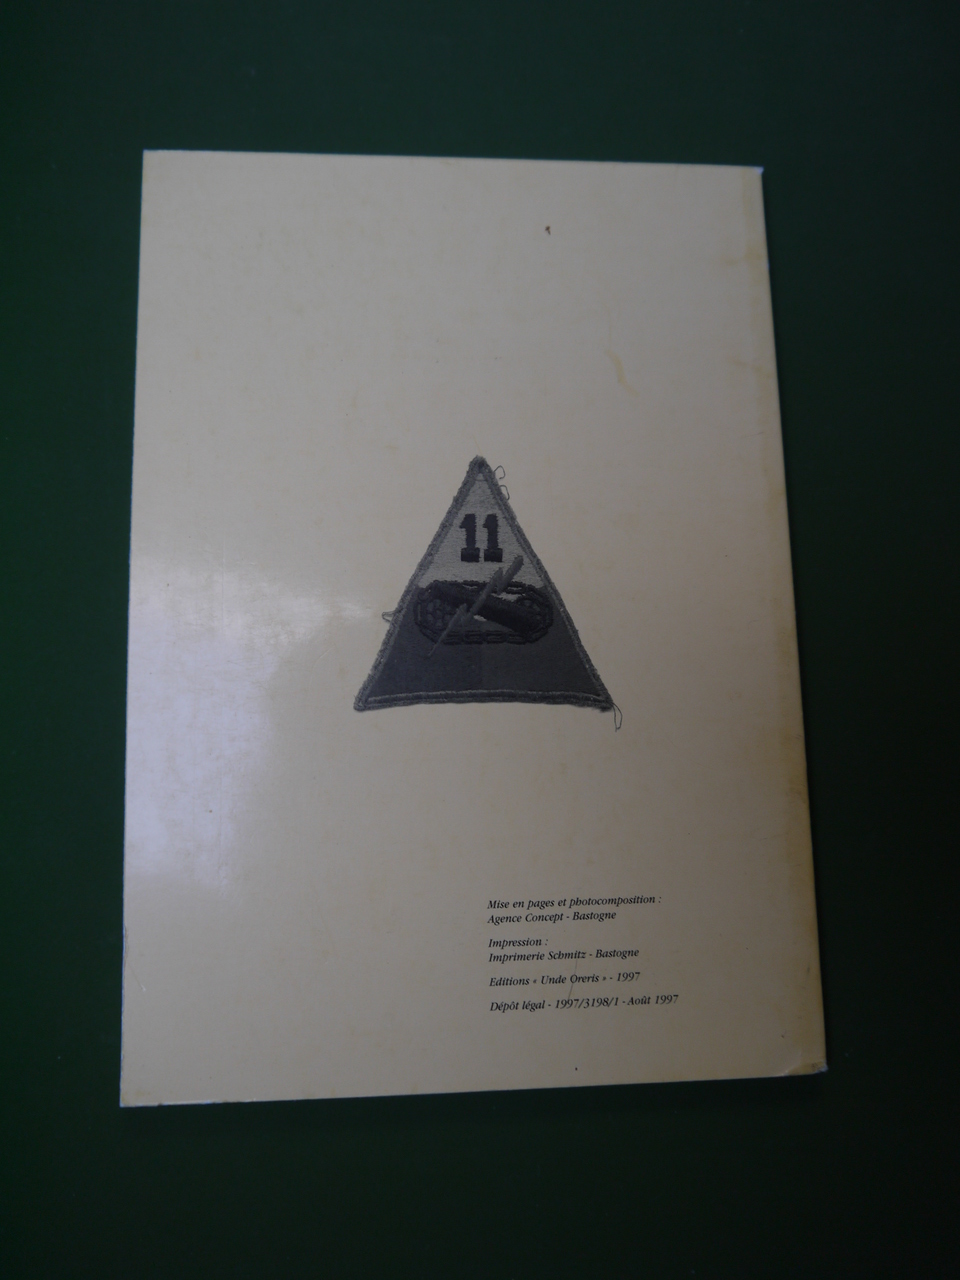 11
Mise en pages et photocomposition :
Agence Concept - Bastogne
Impression :
Imprimerie Schmitz - Bastogne
Editions « Unde Oreris » - 1997
Dépôt légal - 1997/3198/1 - Août 1997